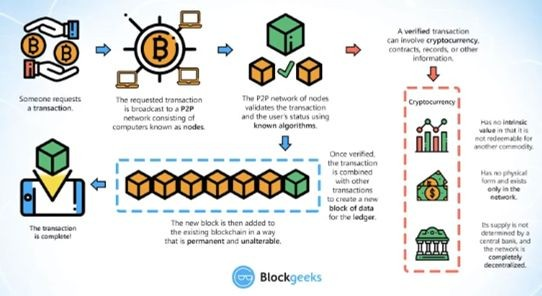 Someone requests
a transaction.
The requested transaction
is broadcast to a P2P
network consisting of
computers known as nodes.
The P2P network of nodes
validates the transaction
and the user's status using
known algorithms.
A verified transaction
can involve cryptocurrency,
contracts, records, or other
information.
Cryptocurrency
Has no intrinsic
value in that it is
not redeemable for
another commodity.
Has no physical
form and exists
only in the
network.
Its supply is not
determined by a
central bank, and
the network is
completely
decentralized.
Once verified,
the transaction
is combined
with other
transactions
to create a new
block of data
for the ledger.
The new block is then added to
the existing blockchain in a way
that is permanent and unalterable.
The transaction
is complete!
Blockgeeks